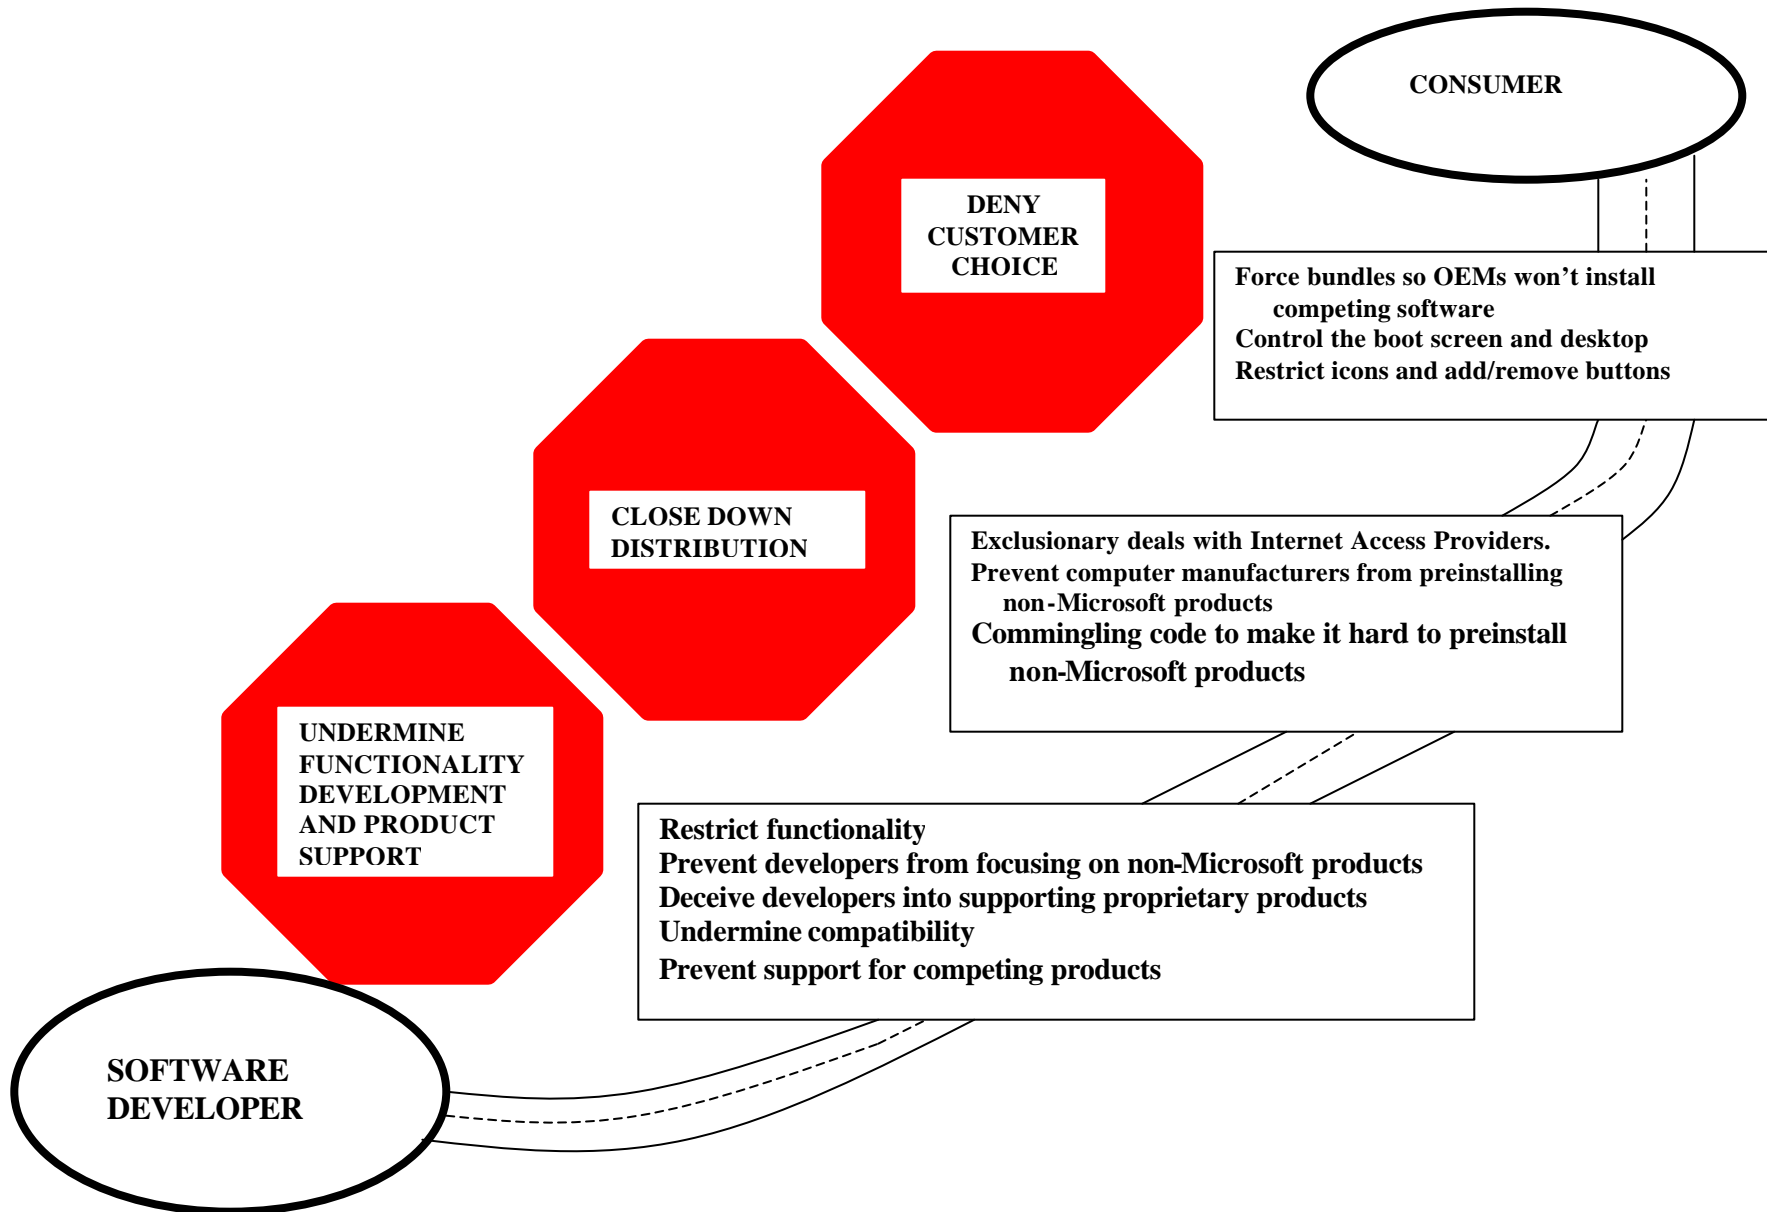 CONSUMER
DENY
CUSTOMER
CHOICE
Force bundles so OEMs won’t install
competing software
Control the boot screen and desktop
Restrict icons and add/remove buttons
CLOSE DOWN
DISTRIBUTION
Exclusionary deals with Internet Access Providers.
Prevent computer manufacturers from preinstalling
non-Microsoft products
Commingling code to make it hard to preinstall
non-Microsoft products
UNDERMINE
FUNCTIONALITY
DEVELOPMENT
AND PRODUCT
SUPPORT
Restrict functionality
Prevent developers from focusing on non-Microsoft products
Deceive developers into supporting proprietary products
Undermine compatibility
Prevent support for competing products
SOFTWARE
DEVELOPER